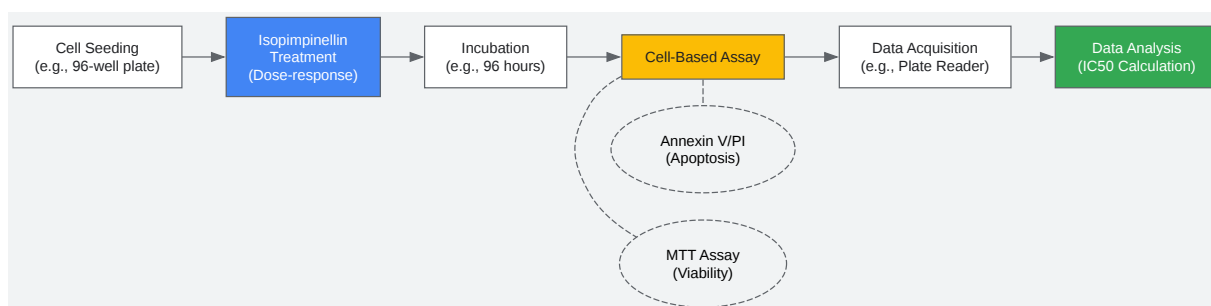 Cell Seeding
(e.g., 96-well plate)
Isopimpinellin
Treatment
(Dose-response)
Incubation
(e.g., 96 hours)
Cell-Based Assay
Data Acquisition
(e.g., Plate Reader)
Data Analysis
(IC50 Calculation)
Annexin V/PI
(Apoptosis)
MTT Assay
(Viability)